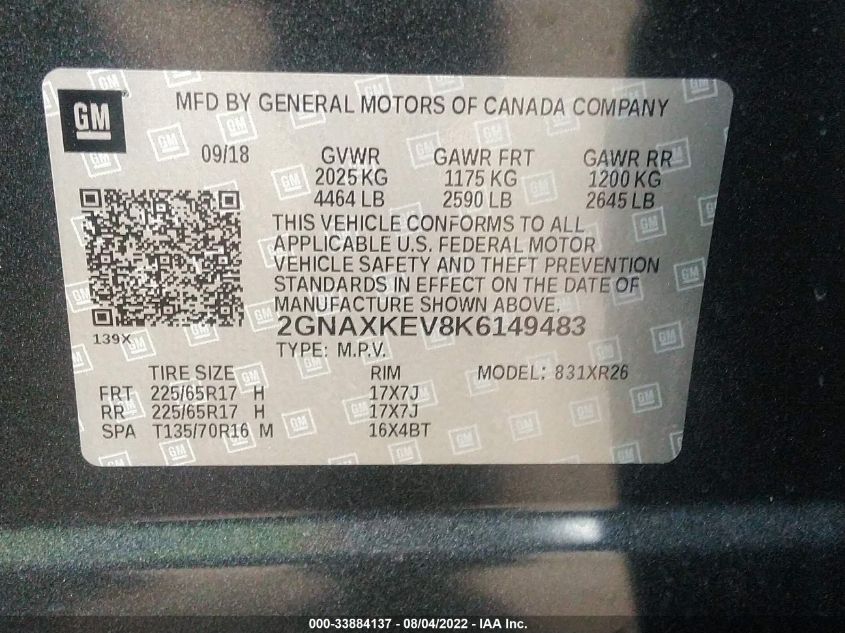 GM
MFD BY GENERAL MOTORS OF CANADA COMPANY
09/18 GVWR GAWR FRT GAWR RR
2025 KG 1175 KG 1200 KG
4464 LB 2590 LB 2645 LB
THIS VEHICLE CONFORMS TO ALL
APPLICABLE U.S. FEDERAL MOTOR
VEHICLE SAFETY AND THEFT PREVENTION
STANDARDS IN EFFECT ON THE DATE OF
MANUFACTURE SHOWN ABOVE.
2GNAXKEV8K6149483
139X
TYPE: M.P.V.
TIRE SIZE RIM MODEL: 831XR26
FRT 225/65R17 H 17X7J
RR 225/65R17 H 17X7J
SPA T135/70R16 M 16X4BT
000-33884137 - 08/04/2022 - IAA Inc.